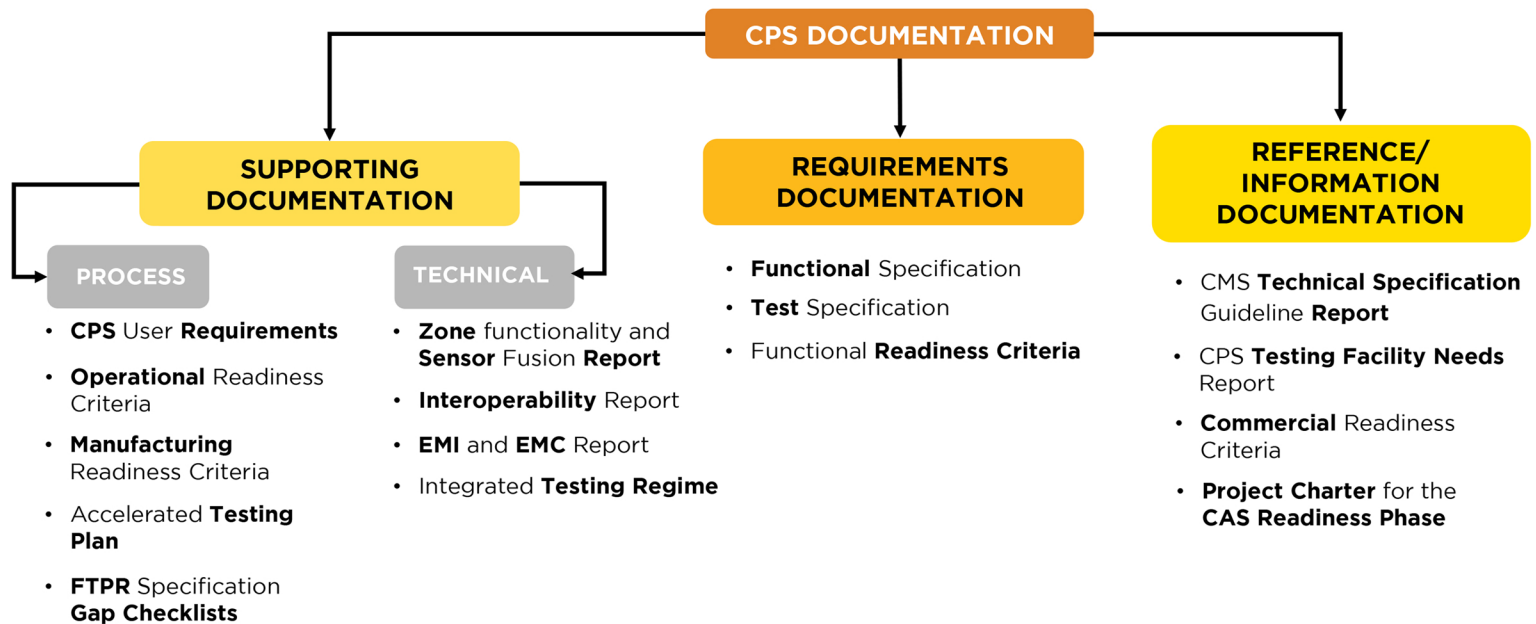 CPS DOCUMENTATION
SUPPORTING
DOCUMENTATION
PROCESS
• CPS User Requirements
• Operational Readiness
Criteria
• Manufacturing
Readiness Criteria
• Accelerated Testing
Plan
• FTPR Specification
Gap Checklists
TECHNICAL
• Zone functionality and
Sensor Fusion Report
• Interoperability Report
• EMI and EMC Report
• Integrated Testing Regime
REQUIREMENTS
DOCUMENTATION
• Functional Specification
• Test Specification
• Functional Readiness Criteria
REFERENCE/
INFORMATION
DOCUMENTATION
• CMS Technical Specification
Guideline Report
• CPS Testing Facility Needs
Report
• Commercial Readiness
Criteria
• Project Charter for the
CAS Readiness Phase